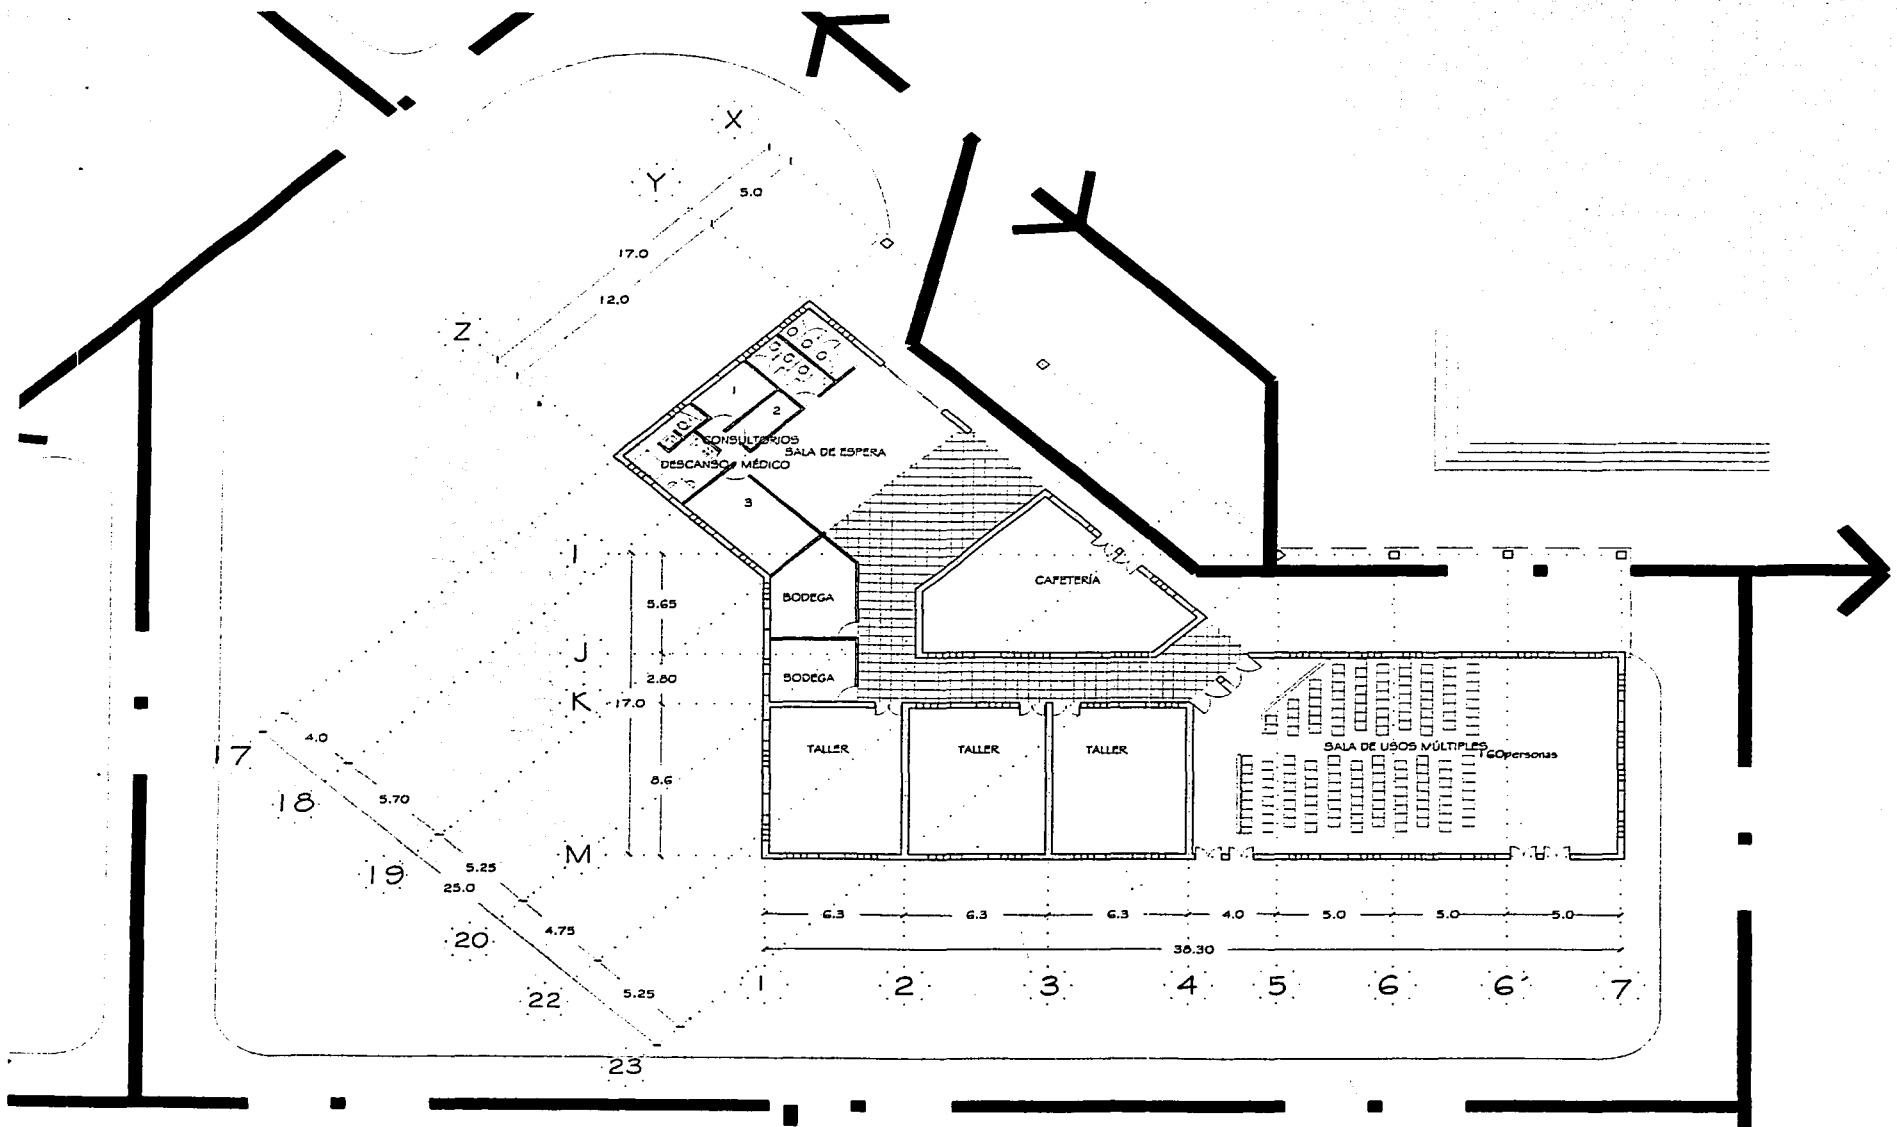 X
Y
5.0
17.0
12.0
Z
1
2
CONSULTORIOS
SALA DE ESPERA
DESCANSO MÉDICO
3
I
CAFETERÍA
5.65
BODEGA
J
2.80
BODEGA
K
17.0
17
4.0
TALLER
TALLER
TALLER
SALA DE USOS MÚLTIPLES
160personas
8.6
18
5.70
M
19
5.25
25.0
6.3
6.3
6.3
4.0
5.0
5.0
5.0
20
4.75
38.30
22
5.25
1
2
3
4
5
6
6'
7
23